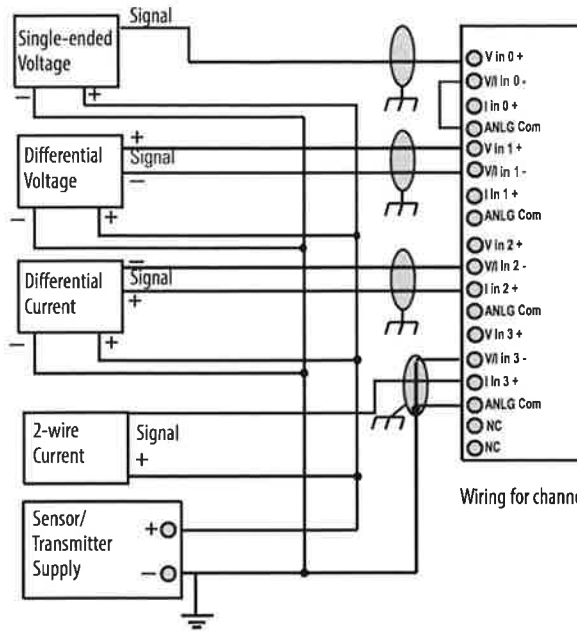 Signal
Single-ended
Voltage
− +
+
Differential
Voltage
Signal
−
− +
−
Differential
Current
Signal
+
− +
2-wire
Current
Signal
+
Sensor/
Transmitter
Supply
+
−
V in 0 +
V/I In 0 -
I in 0 +
ANLG Com
V in 1 +
V/I in 1 -
I In 1 +
ANLG Com
V in 2 +
V/I In 2 -
I in 2 +
ANLG Com
V in 3 +
V/I in 3 -
I In 3 +
ANLG Com
NC
NC
Wiring for channe